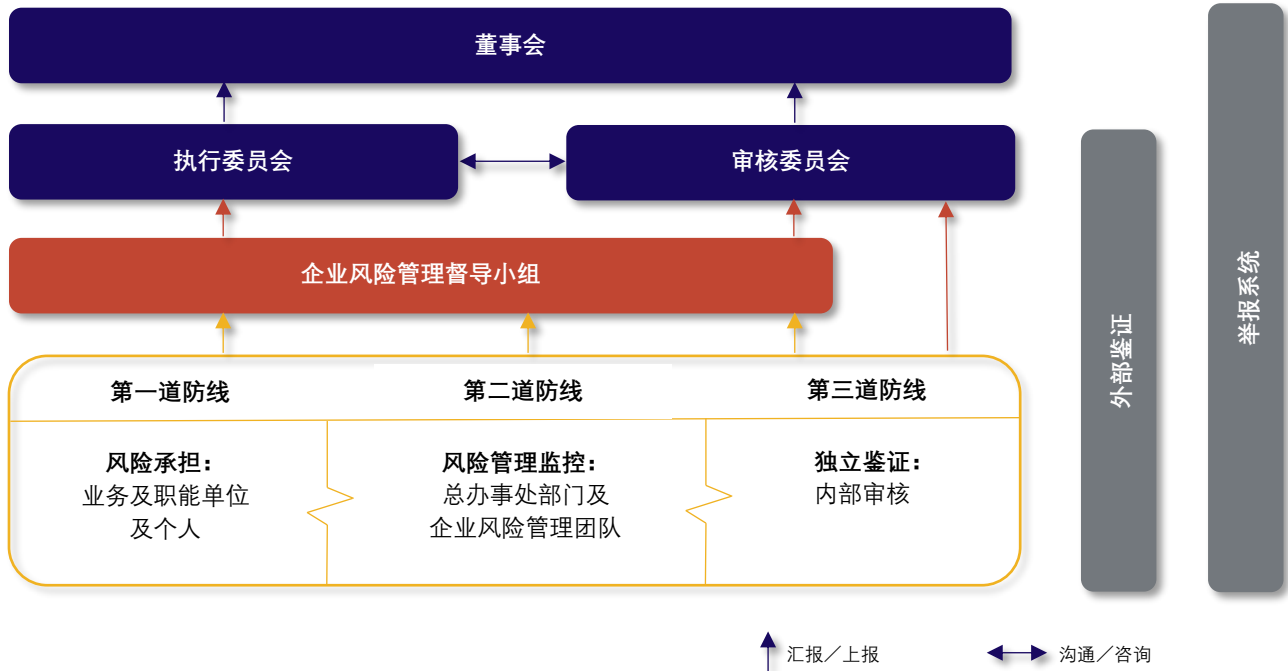 董事会
执行委员会
审核委员会
企业风险管理督导小组
第一道防线
第二道防线
第三道防线
风险承担：
业务及职能单位
及个人
风险管理监控：
总办事处部门及
企业风险管理团队
独立鉴证：
内部审核
外部鉴证
举报系统
汇报／上报
沟通／咨询